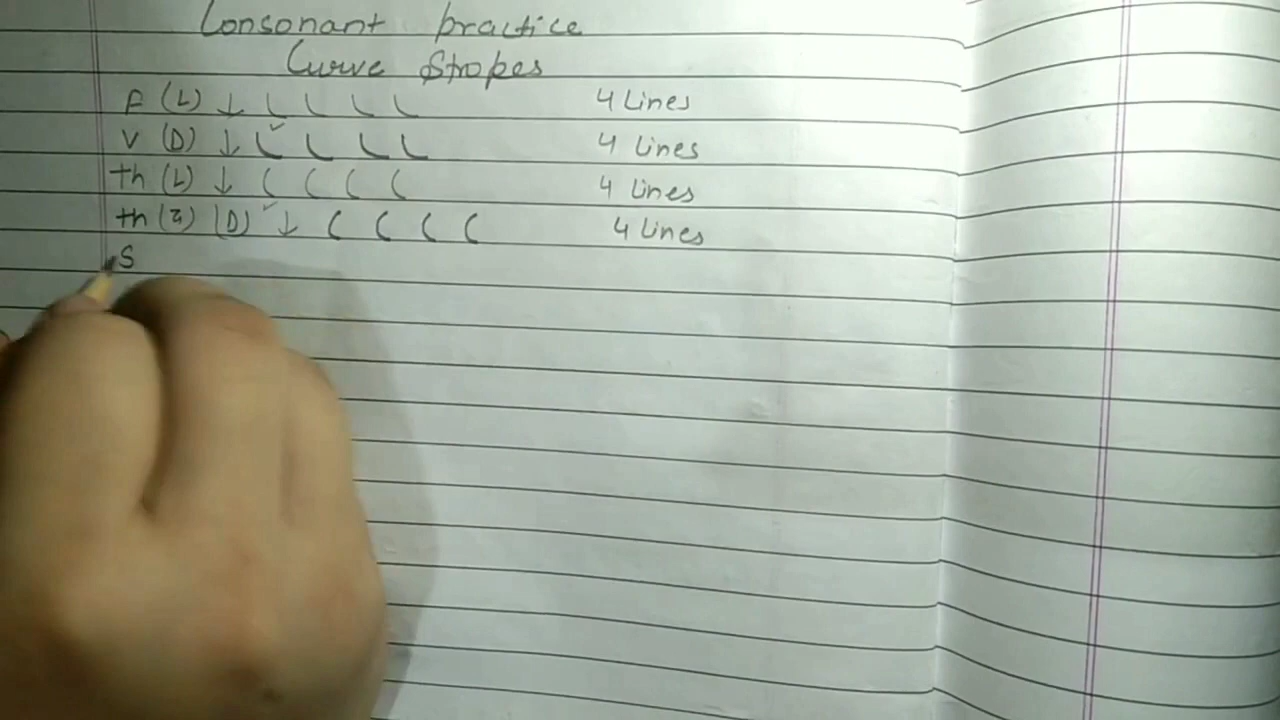 Consonant practice
Curve Strokes
F (L) ↓ 4 Lines
V (D) ↓ 4 Lines
th (L) ↓ 4 Lines
th (द) (D) ↓ 4 Lines
S